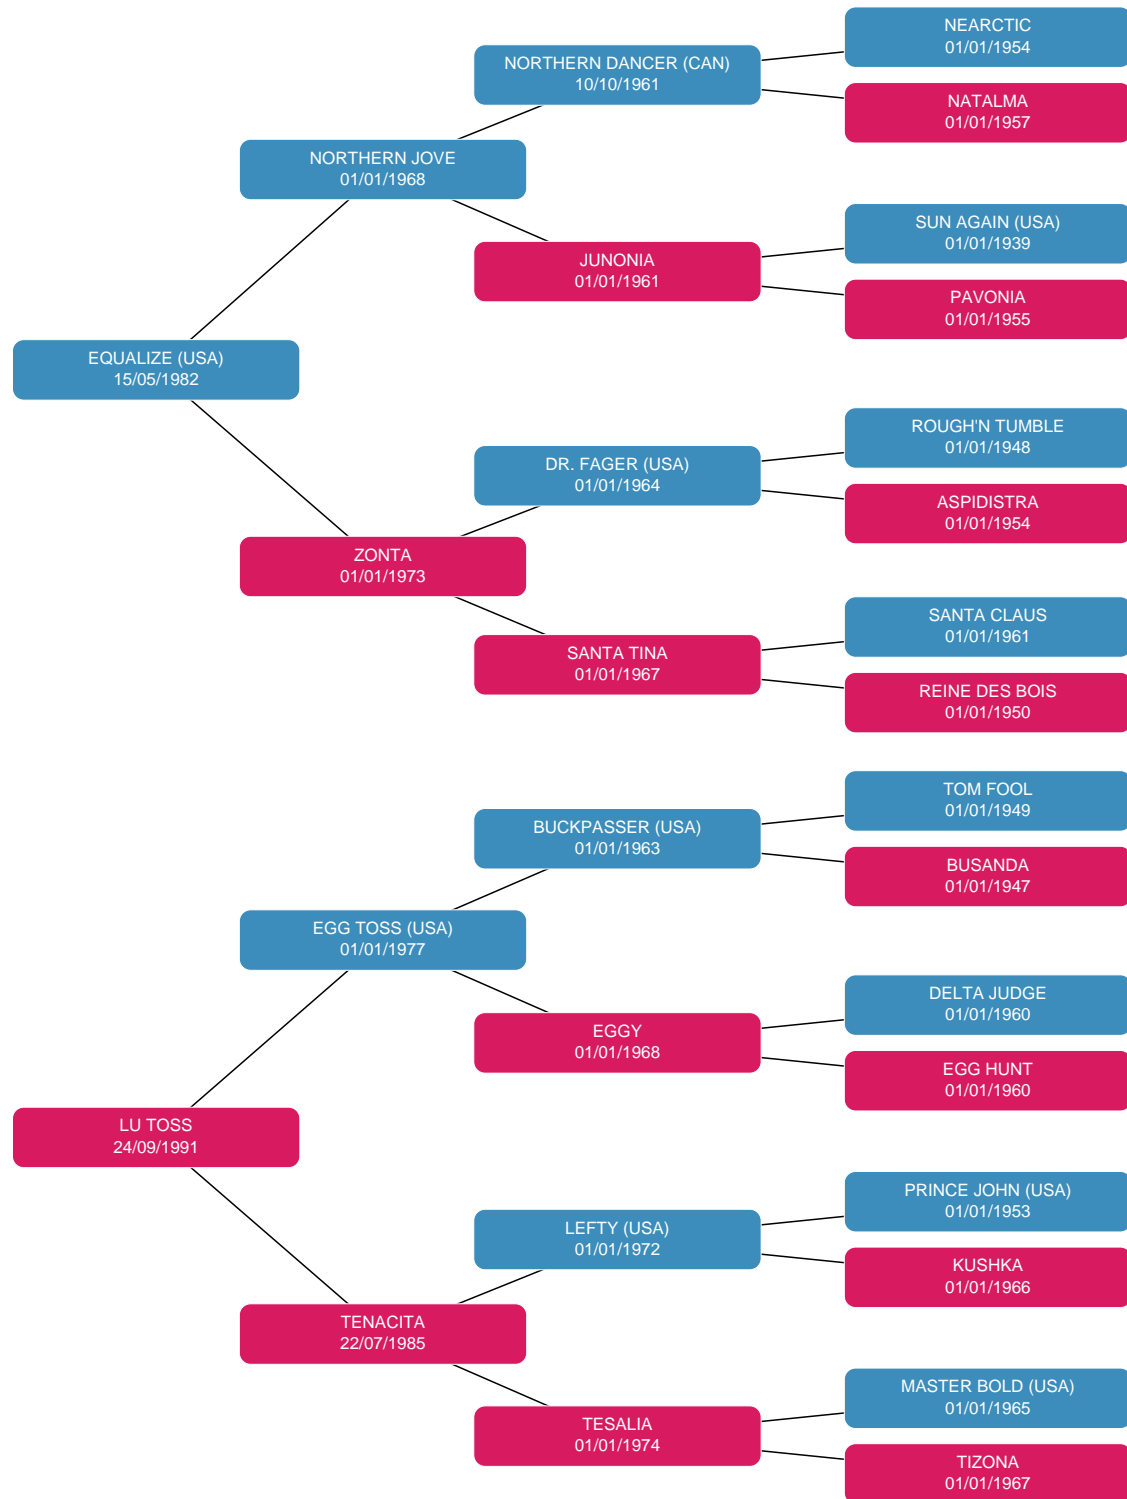 NEARCTIC
01/01/1954
NORTHERN DANCER (CAN)
10/10/1961
NATALMA
01/01/1957
NORTHERN JOVE
01/01/1968
SUN AGAIN (USA)
01/01/1939
JUNONIA
01/01/1961
PAVONIA
01/01/1955
EQUALIZE (USA)
15/05/1982
ROUGH'N TUMBLE
01/01/1948
DR. FAGER (USA)
01/01/1964
ASPIDISTRA
01/01/1954
ZONTA
01/01/1973
SANTA CLAUS
01/01/1961
SANTA TINA
01/01/1967
REINE DES BOIS
01/01/1950
TOM FOOL
01/01/1949
BUCKPASSER (USA)
01/01/1963
BUSANDA
01/01/1947
EGG TOSS (USA)
01/01/1977
DELTA JUDGE
01/01/1960
EGGY
01/01/1968
EGG HUNT
01/01/1960
LU TOSS
24/09/1991
PRINCE JOHN (USA)
01/01/1953
LEFTY (USA)
01/01/1972
KUSHKA
01/01/1966
TENACITA
22/07/1985
MASTER BOLD (USA)
01/01/1965
TESALIA
01/01/1974
TIZONA
01/01/1967